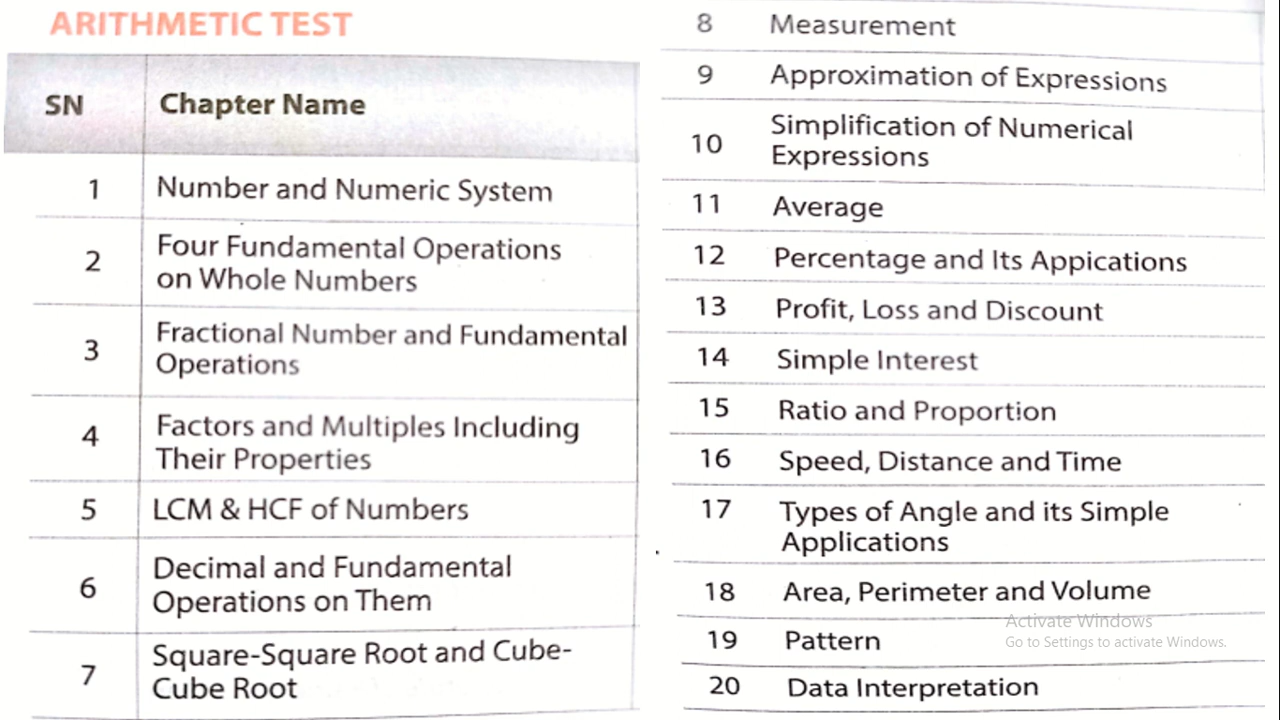 ARITHMETIC TEST
SN Chapter Name
1 Number and Numeric System
2 Four Fundamental Operations
on Whole Numbers
3 Fractional Number and Fundamental
Operations
4 Factors and Multiples Including
Their Properties
5 LCM & HCF of Numbers
6 Decimal and Fundamental
Operations on Them
7 Square-Square Root and Cube-
Cube Root
8 Measurement
9 Approximation of Expressions
10 Simplification of Numerical
Expressions
11 Average
12 Percentage and Its Appications
13 Profit, Loss and Discount
14 Simple Interest
15 Ratio and Proportion
16 Speed, Distance and Time
17 Types of Angle and its Simple
Applications
18 Area, Perimeter and Volume
Activate Windows
19 Pattern
Go to Settings to activate Windows.
20 Data Interpretation